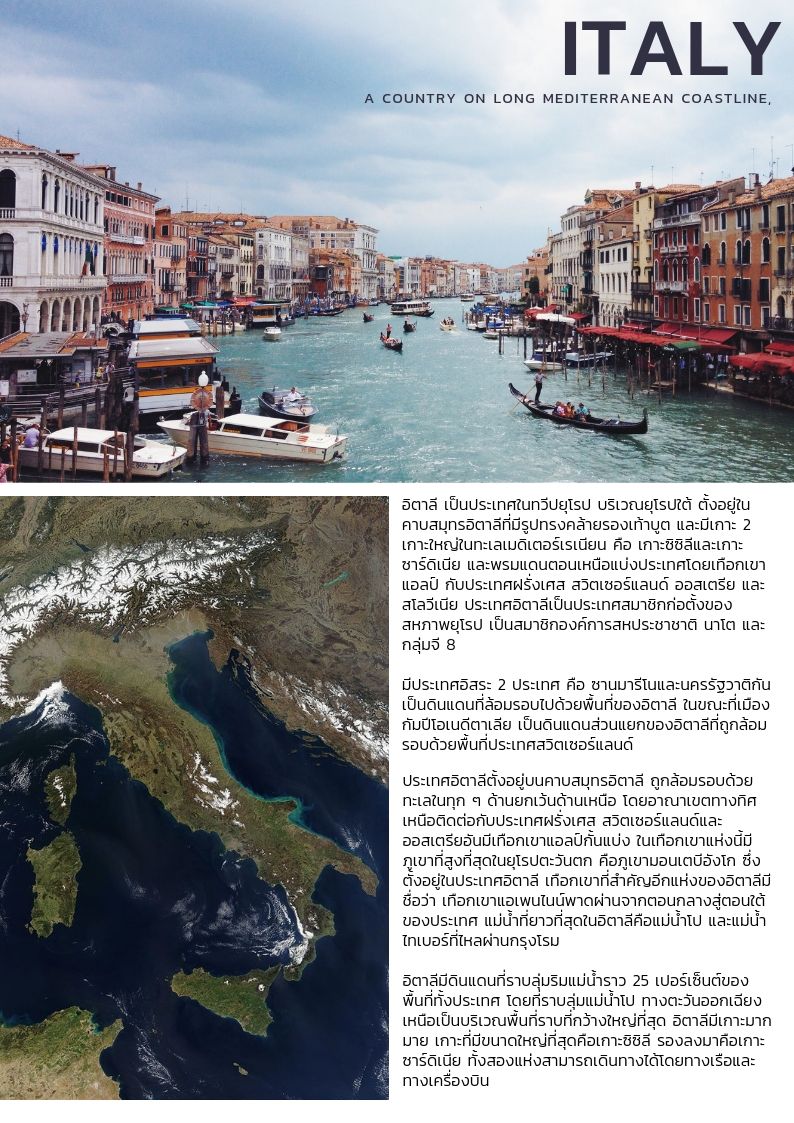 ITALY
A COUNTRY ON LONG MEDITERRANEAN COASTLINE,
อิตาลี เป็นประเทศในทวีปยุโรป บริเวณยุโรปใต้ ตั้งอยู่ใน
คาบสมุทรอิตาลีที่มีรูปทรงคล้ายรองเท้าบูต และมีเกาะ 2
เกาะใหญ่ในทะเลเมดิเตอร์เรเนียน คือ เกาะซิซิลีและเกาะ
ซาร์ดิเนีย และพรมแดนตอนเหนือแบ่งประเทศโดยเทือกเขา
แอลป์ กับประเทศฝรั่งเศส สวิตเซอร์แลนด์ ออสเตรีย และ
สโลวีเนีย ประเทศอิตาลีเป็นประเทศสมาชิกก่อตั้งของ
สหภาพยุโรป เป็นสมาชิกองค์การสหประชาชาติ นาโต และ
กลุ่มจี 8
มีประเทศอิสระ 2 ประเทศ คือ ซานมารีโนและนครรัฐวาติกัน
เป็นดินแดนที่ล้อมรอบไปด้วยพื้นที่ของอิตาลี ในขณะที่เมือง
กัมปีโอเนดีตาเลีย เป็นดินแดนส่วนแยกของอิตาลีที่ถูกล้อม
รอบด้วยพื้นที่ประเทศสวิตเซอร์แลนด์
ประเทศอิตาลีตั้งอยู่บนคาบสมุทรอิตาลี ถูกล้อมรอบด้วย
ทะเลในทุก ๆ ด้านยกเว้นด้านเหนือ โดยอาณาเขตทางทิศ
เหนือติดต่อกับประเทศฝรั่งเศส สวิตเซอร์แลนด์และ
ออสเตรียอันมีเทือกเขาแอลป์กั้นแบ่ง ในเทือกเขาแห่งนี้มี
ภูเขาที่สูงที่สุดในยุโรปตะวันตก คือภูเขามอนเตบีอังโก ซึ่ง
ตั้งอยู่ในประเทศอิตาลี เทือกเขาที่สำคัญอีกแห่งของอิตาลีมี
ชื่อว่า เทือกเขาแอเพนไนน์พาดผ่านจากตอนกลางสู่ตอนใต้
ของประเทศ แม่น้ำที่ยาวที่สุดในอิตาลีคือแม่น้ำโป และแม่น้ำ
ไทเบอร์ที่ไหลผ่านกรุงโรม
อิตาลีมีดินแดนที่ราบลุ่มริมแม่น้ำราว 25 เปอร์เซ็นต์ของ
พื้นที่ทั้งประเทศ โดยที่ราบลุ่มแม่น้ำโป ทางตะวันออกเฉียง
เหนือเป็นบริเวณพื้นที่ราบที่กว้างใหญ่ที่สุด อิตาลีมีเกาะมาก
มาย เกาะที่มีขนาดใหญ่ที่สุดคือเกาะซิซิลี รองลงมาคือเกาะ
ซาร์ดิเนีย ทั้งสองแห่งสามารถเดินทางได้โดยทางเรือและ
ทางเครื่องบิน